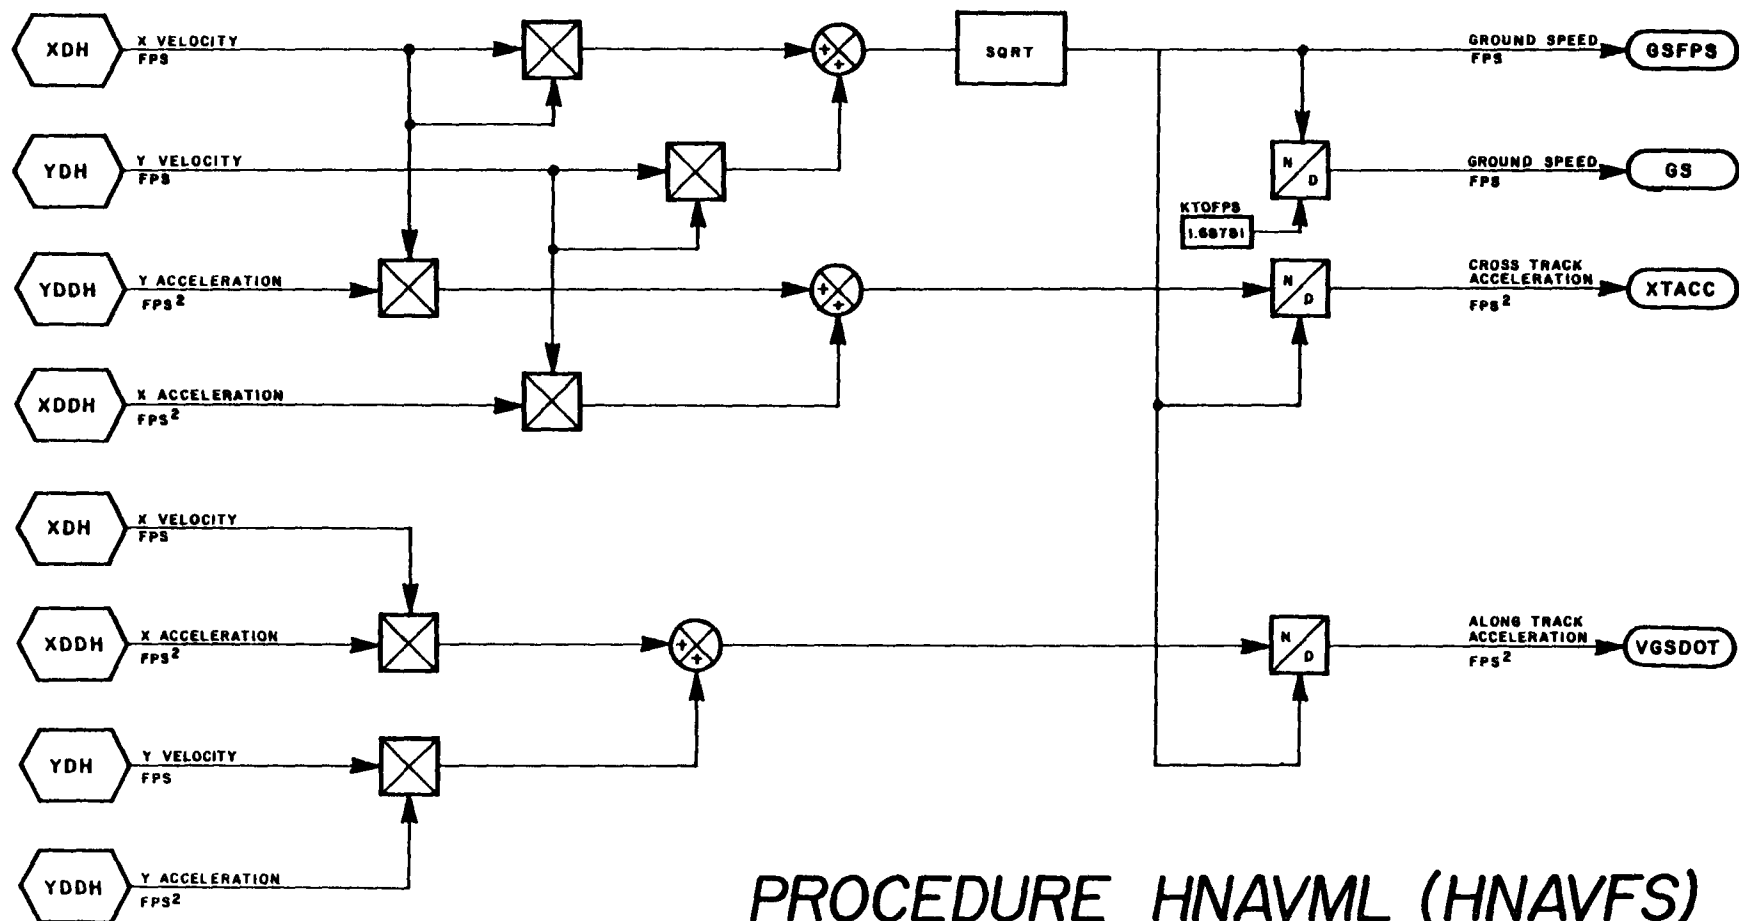 XDH
X VELOCITY
FPS
+
+
SQRT
GROUND SPEED
FPS
GSFPS
YDH
Y VELOCITY
FPS
N
D
GROUND SPEED
FPS
GS
KTOFPS
1.68781
YDDH
Y ACCELERATION
FPS²
+
+
N
D
CROSS TRACK
ACCELERATION
FPS²
XTACC
XDDH
X ACCELERATION
FPS²
XDH
X VELOCITY
FPS
XDDH
X ACCELERATION
FPS²
+
+
N
D
ALONG TRACK
ACCELERATION
FPS²
VGSDOT
YDH
Y VELOCITY
FPS
YDDH
Y ACCELERATION
FPS²
PROCEDURE HNAVML (HNAVFS)